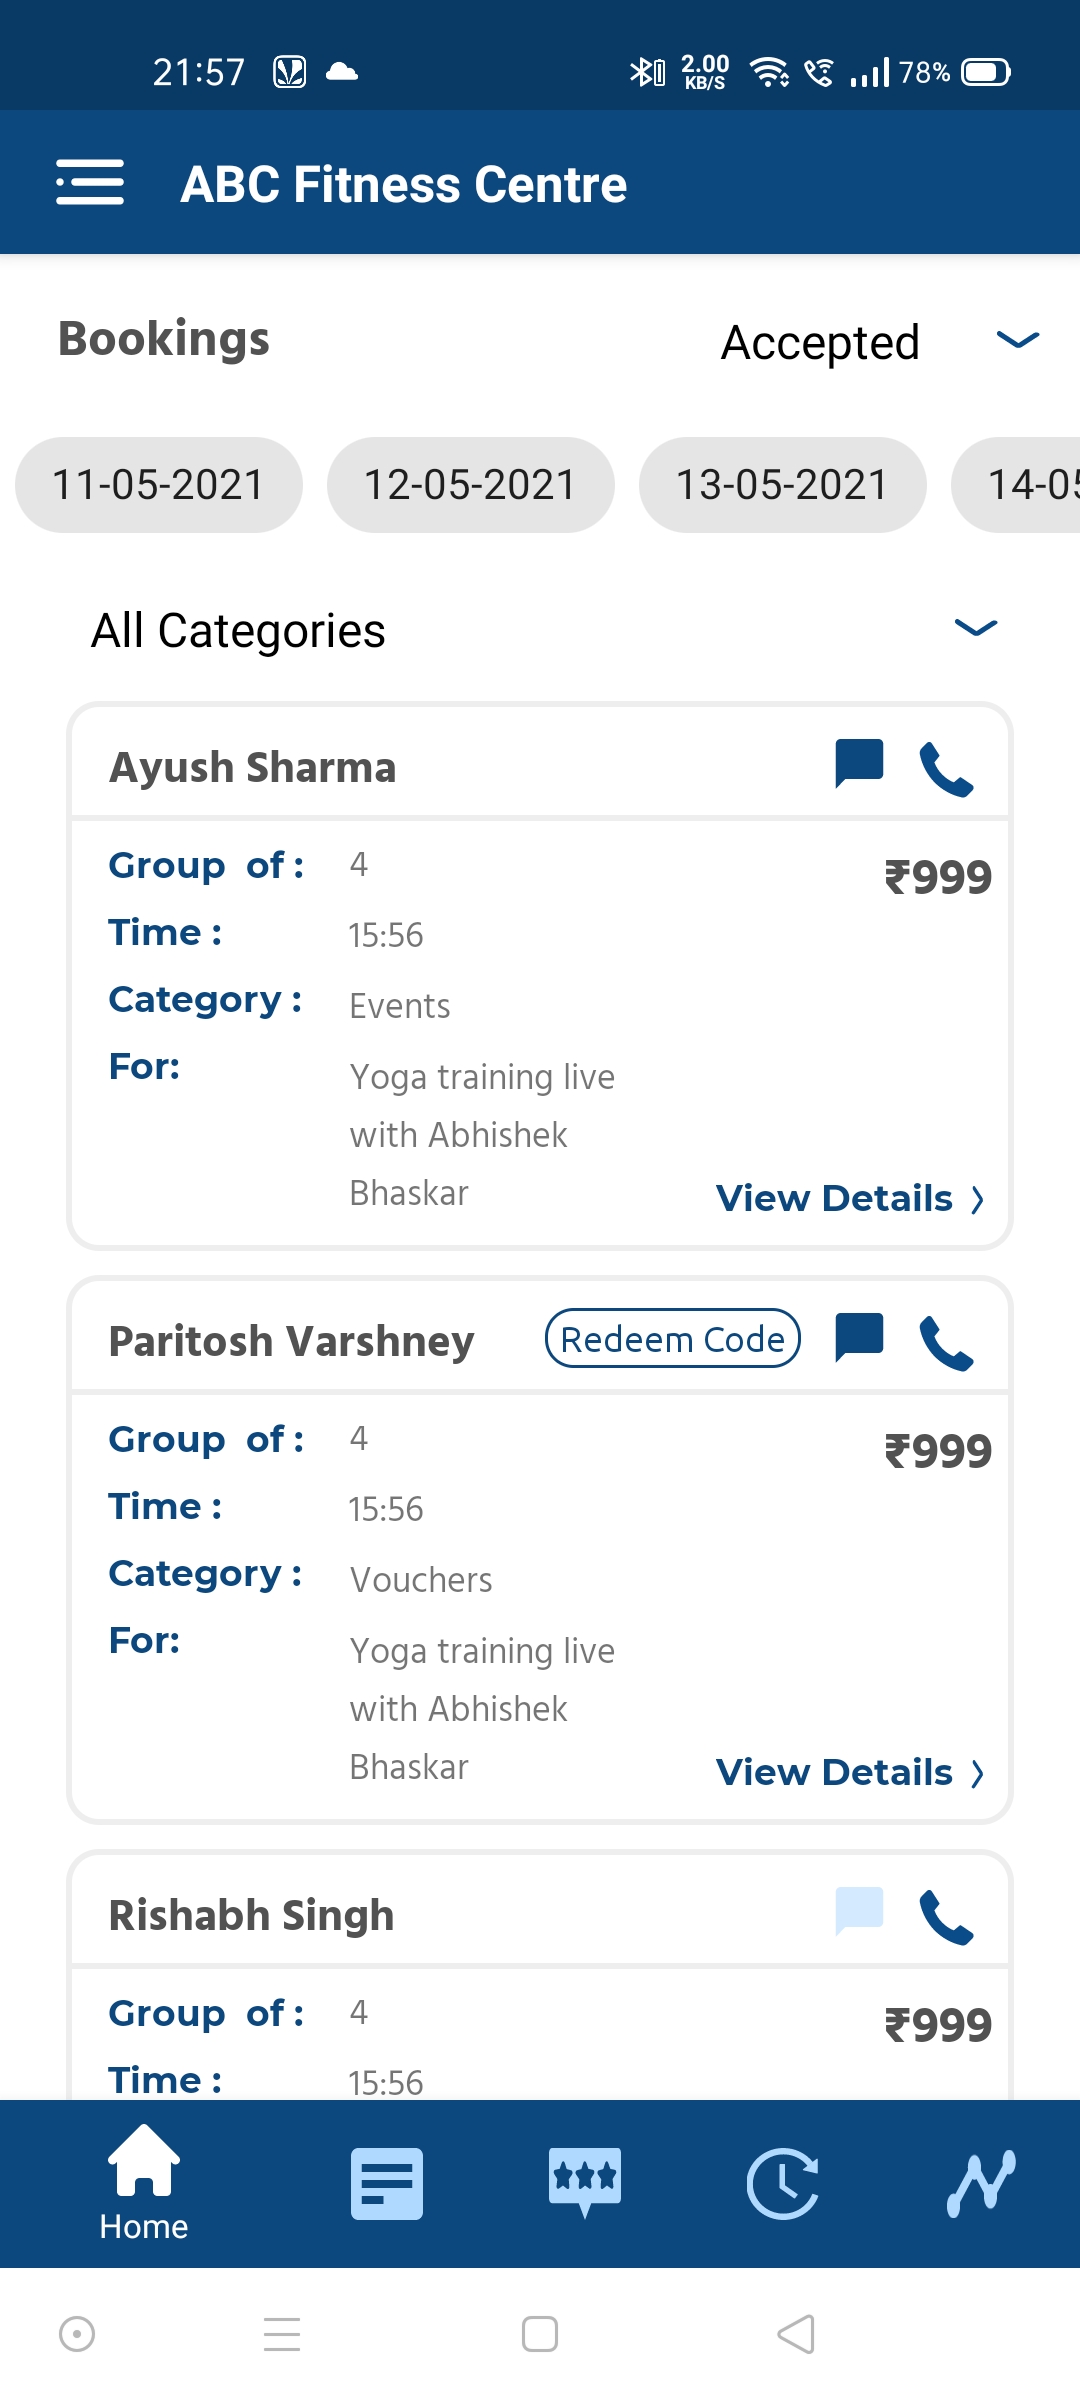 21:57 2.00 KB/S 78%
ABC Fitness Centre
Bookings Accepted
11-05-2021 12-05-2021 13-05-2021 14-05
All Categories
Ayush Sharma
Group of : 4 ₹999
Time : 15:56
Category : Events
For: Yoga training live
with Abhishek
Bhaskar View Details
Paritosh Varshney Redeem Code
Group of : 4 ₹999
Time : 15:56
Category : Vouchers
For: Yoga training live
with Abhishek
Bhaskar View Details
Rishabh Singh
Group of : 4 ₹999
Time : 15:56
Home